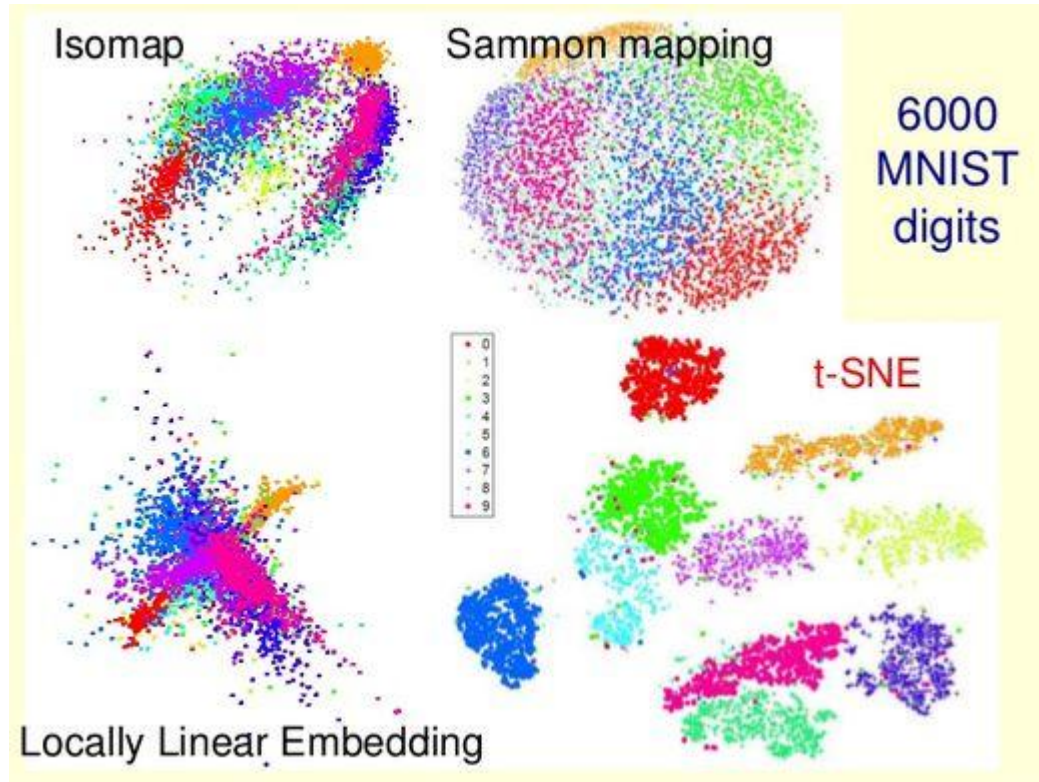 Isomap
Sammon mapping
6000
MNIST
digits
0
1
2
3
4
5
6
7
8
9
t-SNE
Locally Linear Embedding